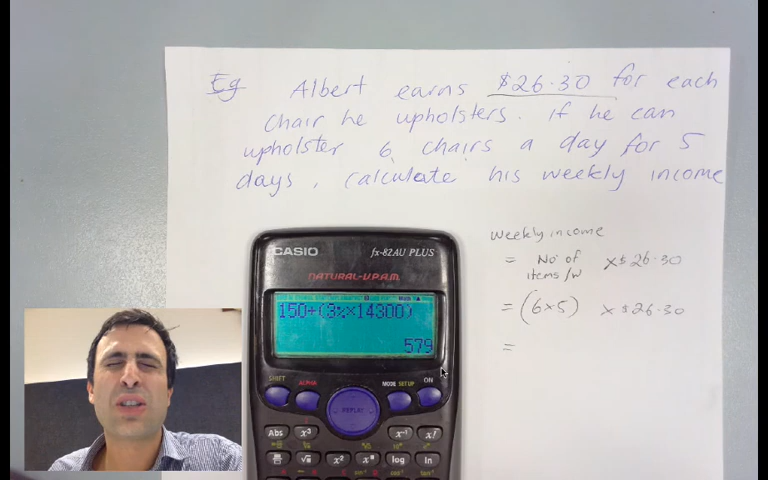 Eg Albert earns $26.30 for each
chair he upholsters. If he can
upholster 6 chairs a day for 5
days, calculate his weekly income
Weekly income
= No of items/w × $26.30
= (6×5) × $26.30
=
CASIO fx-82AU PLUS
NATURAL-V.P.A.M.
150+(3%×14300)
579
SHIFT ALPHA MODE SETUP ON
REPLAY
Abs x³ x⁻¹ x!
x² log ln